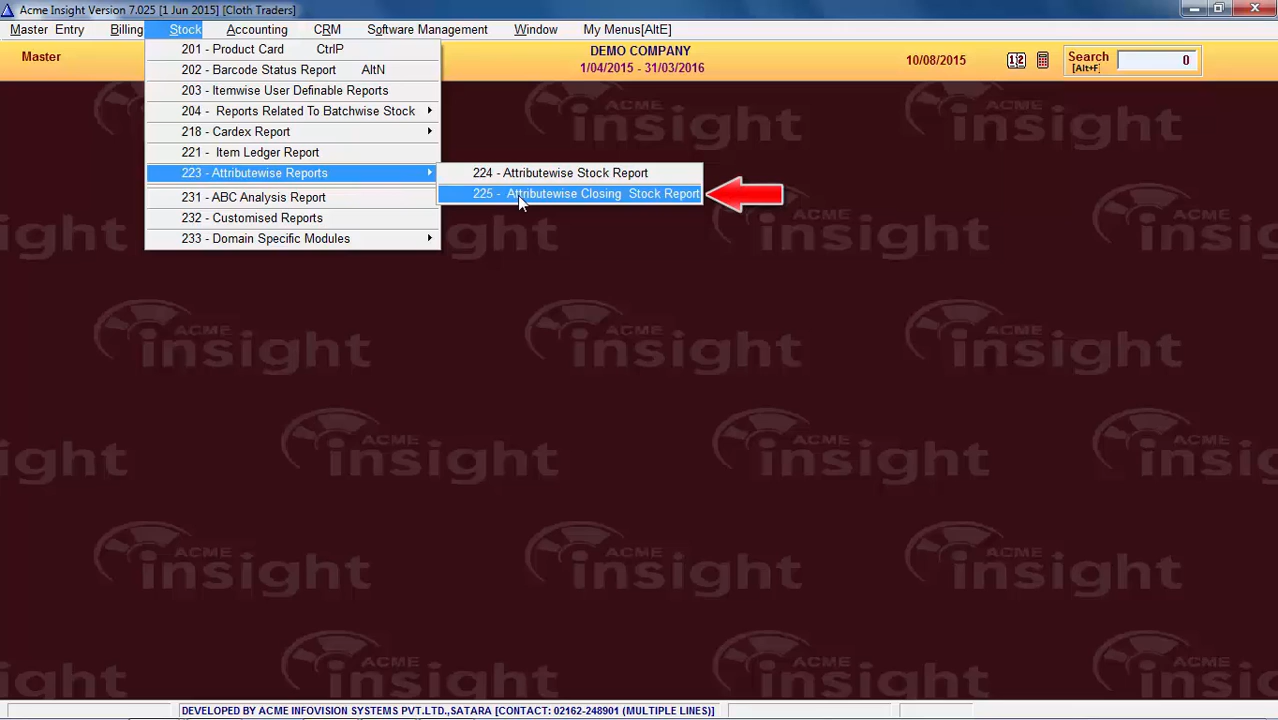 Acme Insight Version 7.025 [1 Jun 2015] [Cloth Traders]
Master Entry Billing Stock Accounting CRM Software Management Window My Menus[AltE]
Master
DEMO COMPANY
1/04/2015 - 31/03/2016
10/08/2015
12
Search
[Alt+F]
0
201 - Product Card CtrlP
202 - Barcode Status Report AltN
203 - Itemwise User Definable Reports
204 - Reports Related To Batchwise Stock
218 - Cardex Report
221 - Item Ledger Report
223 - Attributewise Reports
231 - ABC Analysis Report
232 - Customised Reports
233 - Domain Specific Modules
224 - Attributewise Stock Report
225 - Attributewise Closing Stock Report
ACME insight
DEVELOPED BY ACME INFOVISION SYSTEMS PVT.LTD.,SATARA [CONTACT: 02162-248901 (MULTIPLE LINES)]